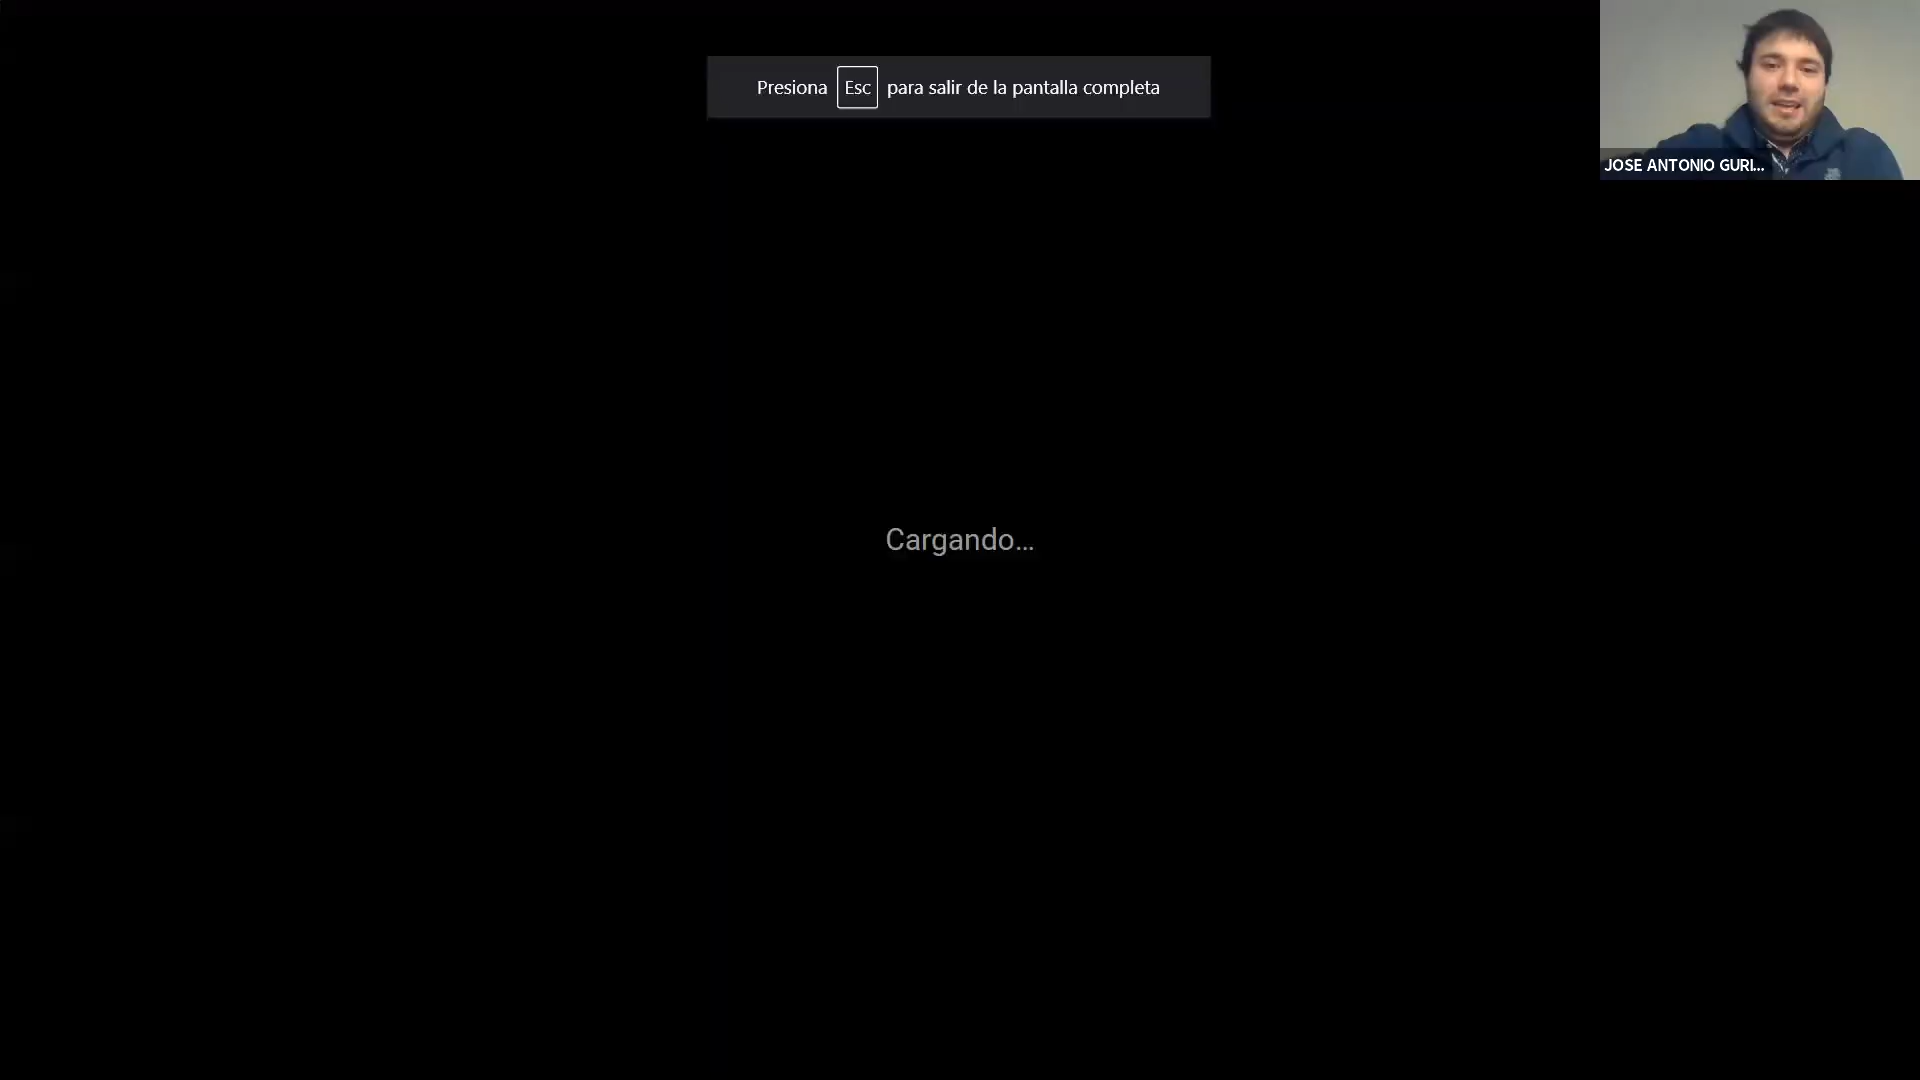 Presiona Esc para salir de la pantalla completa
JOSE ANTONIO GURI...
Cargando...